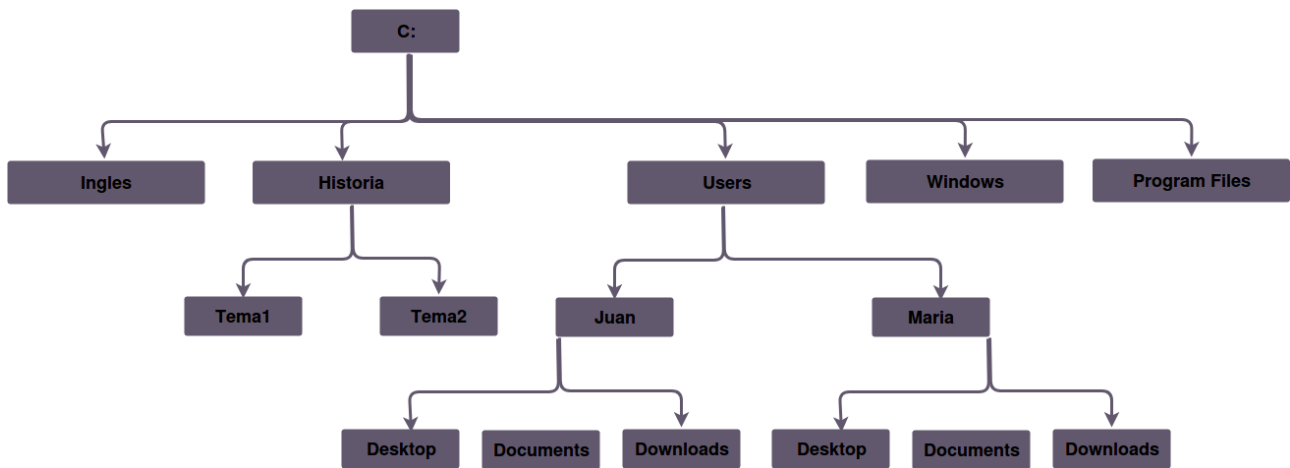 C:
Ingles
Historia
Users
Windows
Program Files
Tema1
Tema2
Juan
Maria
Desktop
Documents
Downloads
Desktop
Documents
Downloads